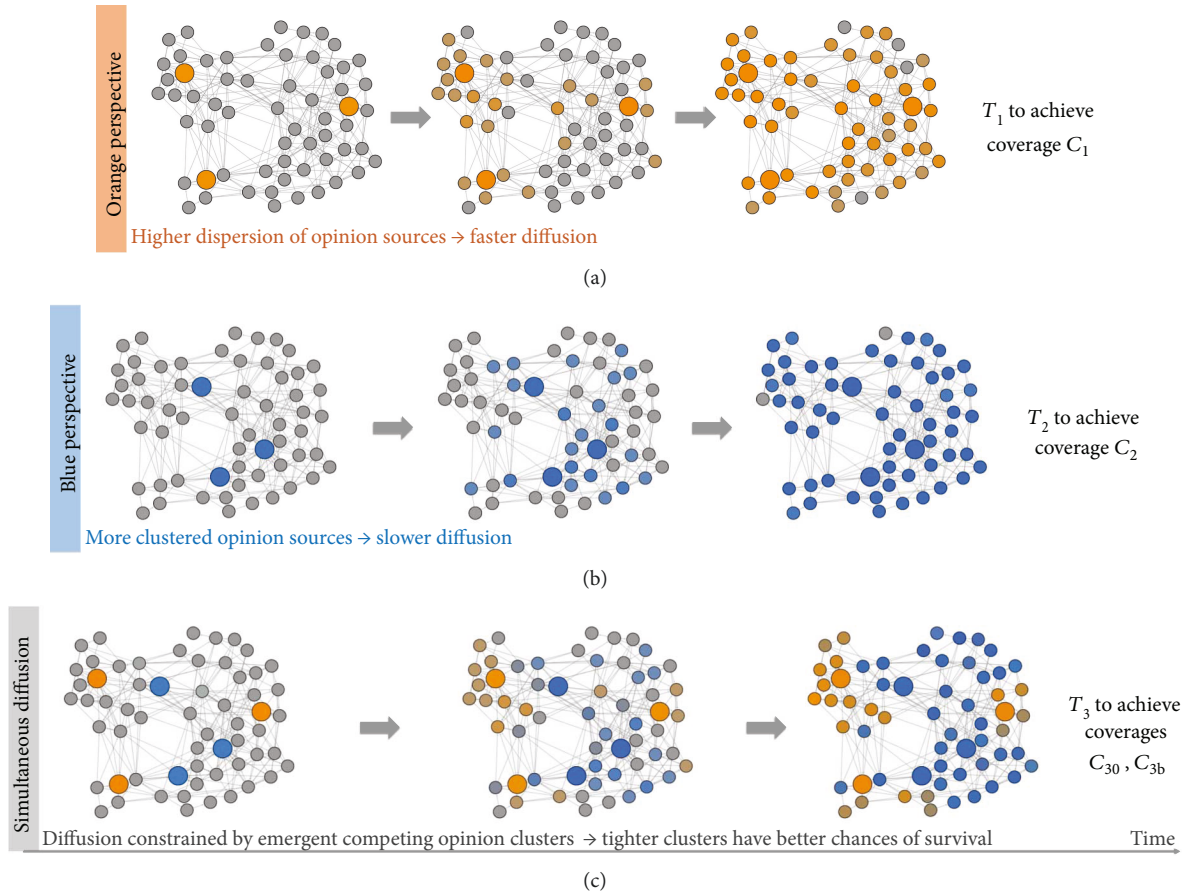 Orange perspective
T1 to achieve
coverage C1
Higher dispersion of opinion sources → faster diffusion
(a)
Blue perspective
T2 to achieve
coverage C2
More clustered opinion sources → slower diffusion
(b)
Simultaneous diffusion
T3 to achieve
coverages
C30 , C3b
Diffusion constrained by emergent competing opinion clusters → tighter clusters have better chances of survival
Time
(c)